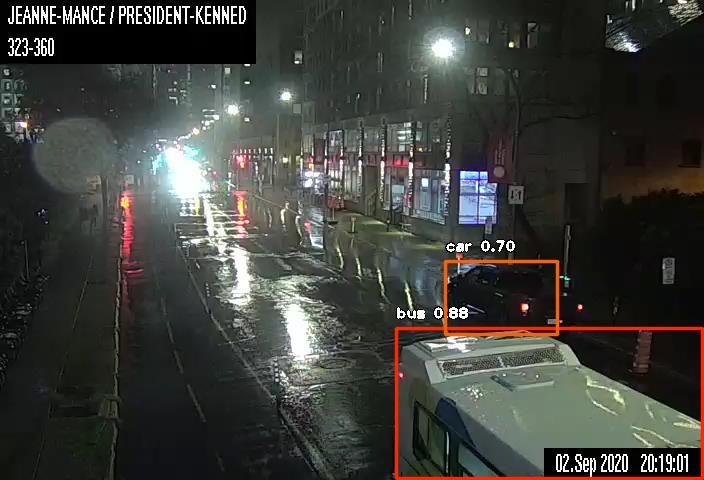 JEANNE-MANCE / PRESIDENT-KENNED
323-360
car 0.70
bus 0.88
02.Sep 2020 20:19:01